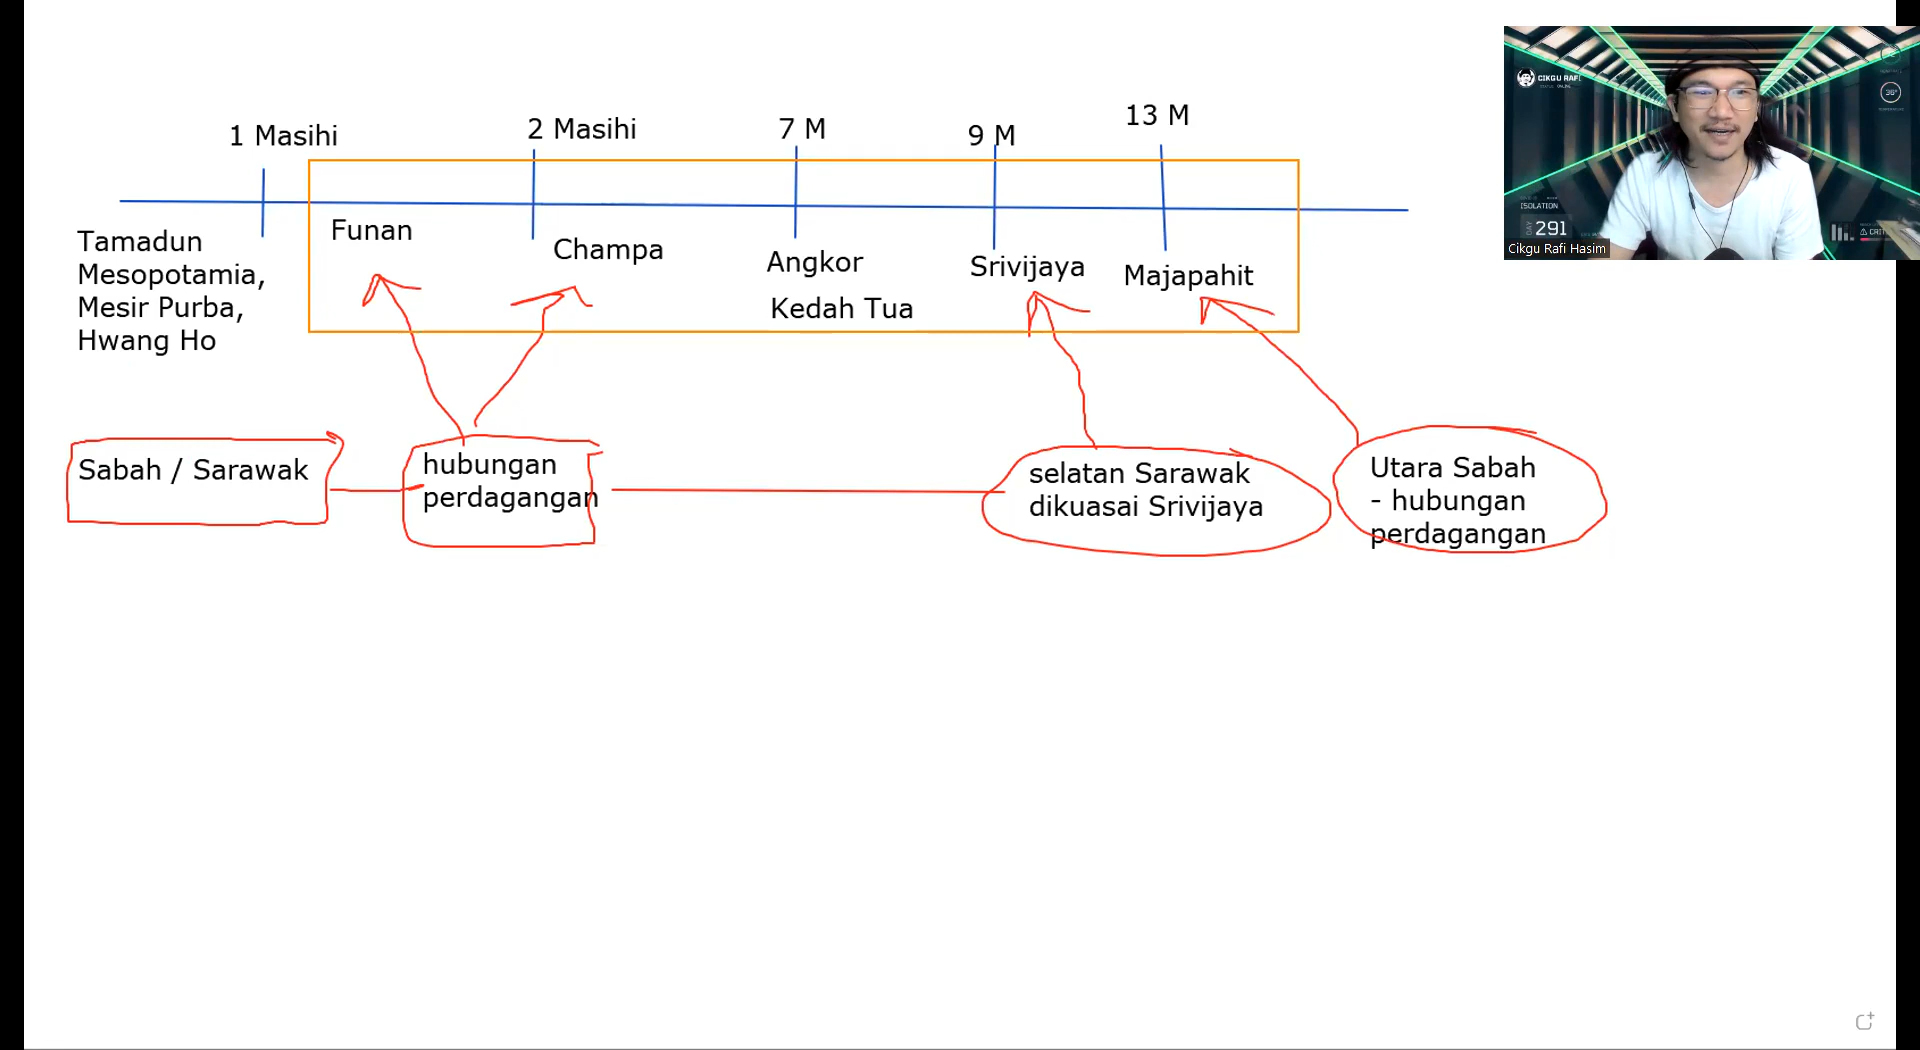 1 Masihi
2 Masihi
7 M
9 M
13 M
Funan
Champa
Angkor
Kedah Tua
Srivijaya
Majapahit
Tamadun
Mesopotamia,
Mesir Purba,
Hwang Ho
Sabah / Sarawak
hubungan
perdagangan
selatan Sarawak
dikuasai Srivijaya
Utara Sabah
- hubungan
perdagangan
CIKGU RAFI
36°
ISOLATION
DAY 291
Cikgu Rafi Hasim